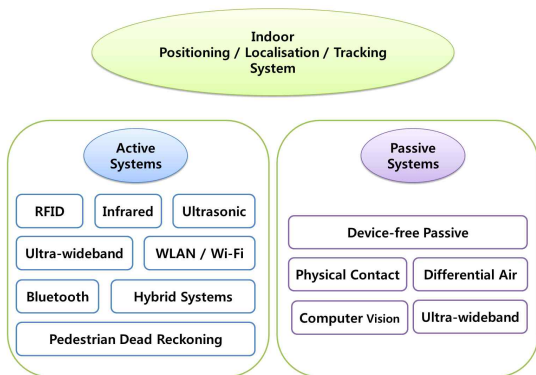 Indoor
Positioning / Localisation / Tracking
System
Active
Systems
RFID
Infrared
Ultrasonic
Ultra-wideband
WLAN / Wi-Fi
Bluetooth
Hybrid Systems
Pedestrian Dead Reckoning
Passive
Systems
Device-free Passive
Physical Contact
Differential Air
Computer Vision
Ultra-wideband